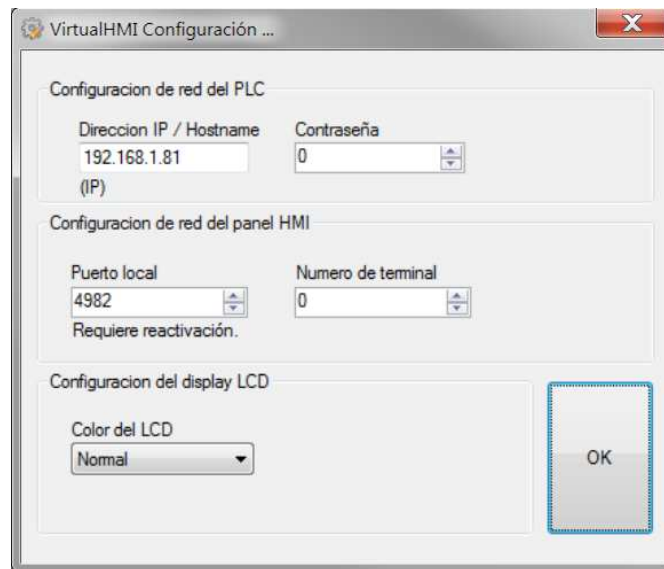 VirtualHMI Configuración ...
Configuracion de red del PLC
Direccion IP / Hostname
Contraseña
192.168.1.81
0
(IP)
Configuracion de red del panel HMI
Puerto local
Numero de terminal
4982
0
Requiere reactivación.
Configuracion del display LCD
Color del LCD
Normal
OK